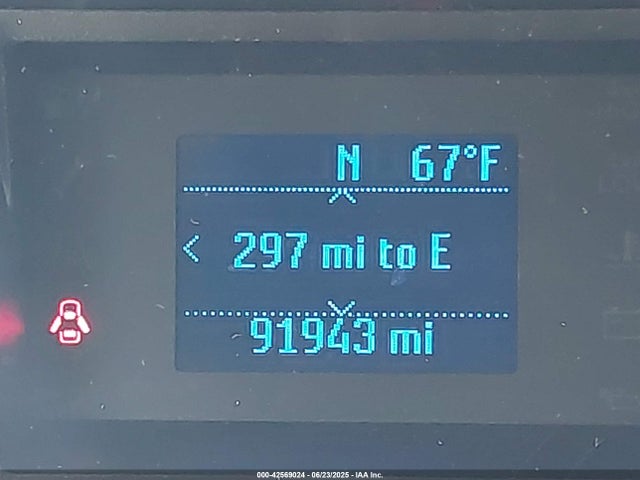 N 67°F
< 297 mi to E
91943 mi
000-42569024 - 06/23/2025 - IAA Inc.